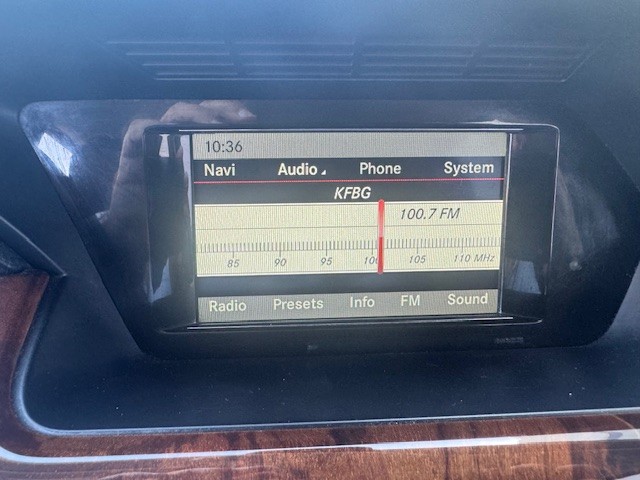 10:36
Navi Audio Phone System
KFBG
100.7 FM
85 90 95 100 105 110 MHz
Radio Presets Info FM Sound